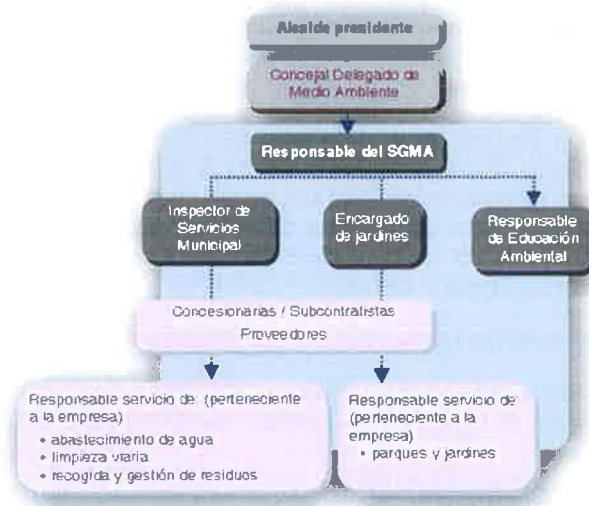 Alcalde presidente
Concejal Delegado de
Medio Ambiente
Responsable del SGMA
Inspector de
Servicios
Municipal
Encargado
de jardines
Responsable
de Educación
Ambiental
Concesionarias / Subcontratistas
Proveedores
Responsable servicio de: (perteneciente
a la empresa)
• abastecimiento de agua
• limpieza viaria
• recogida y gestión de residuos
Responsable servicio de:
(perteneciente a la
empresa)
• parques y jardines